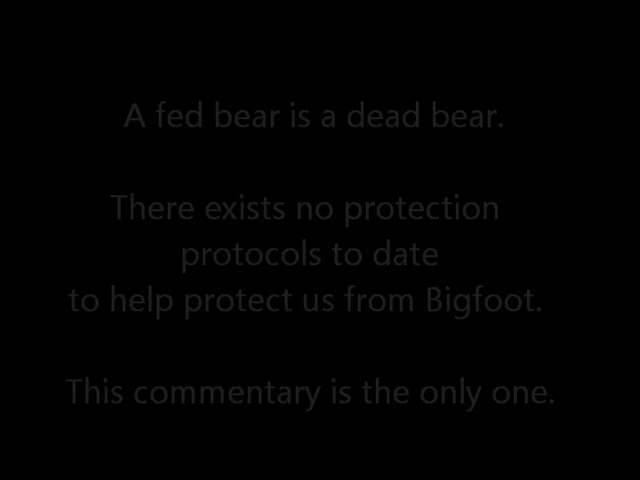 A fed bear is a dead bear.
There exists no protection
protocols to date
to help protect us from Bigfoot.
This commentary is the only one.